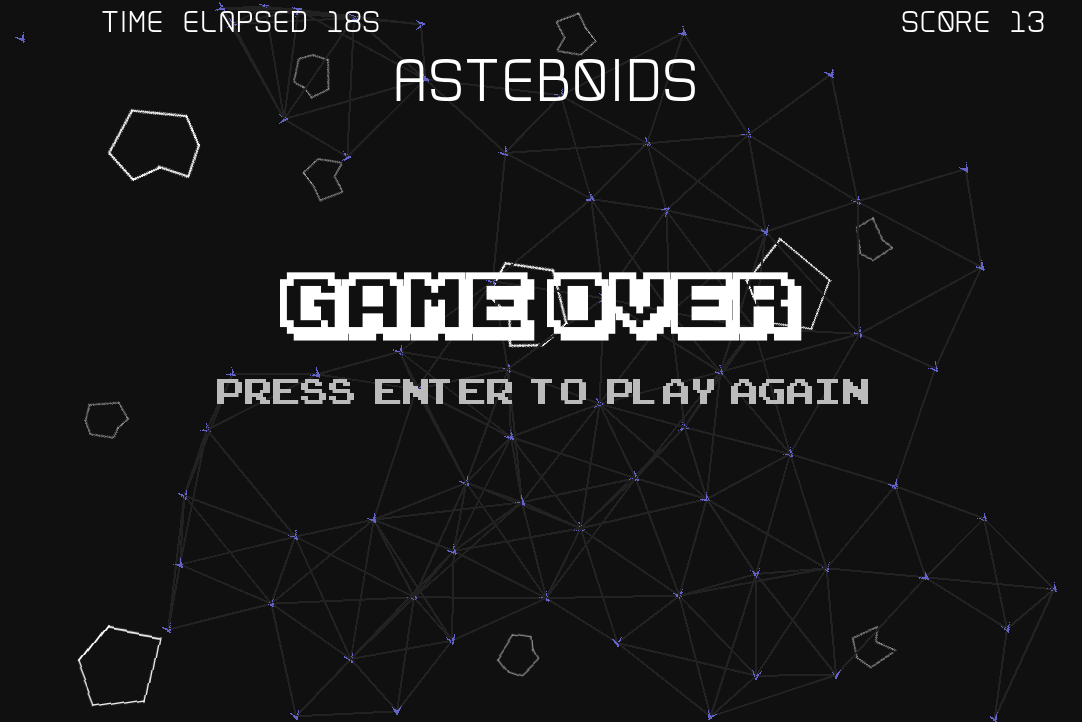 TIME ELAPSED 18S
SCORE 13
ASTEBOIDS
GAME OVER
PRESS ENTER TO PLAY AGAIN